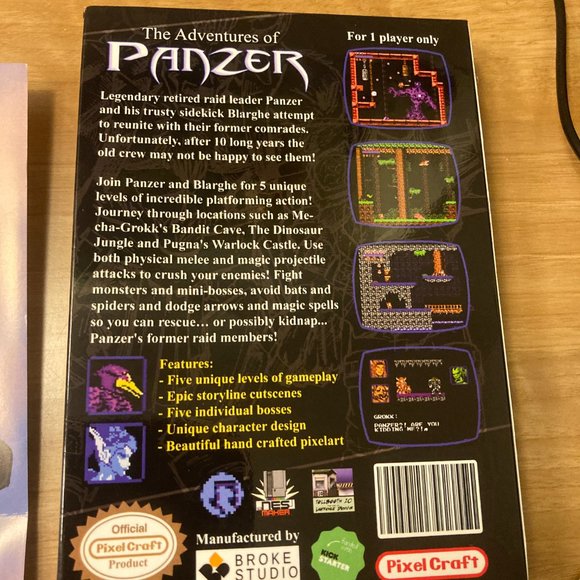 The Adventures of
PANZER
For 1 player only
Legendary retired raid leader Panzer
and his trusty sidekick Blarghe attempt
to reunite with their former comrades.
Unfortunately, after 10 long years the
old crew may not be happy to see them!
Join Panzer and Blarghe for 5 unique
levels of incredible platforming action!
Journey through locations such as Me-
cha-Grokk's Bandit Cave, The Dinosaur
Jungle and Pugna's Warlock Castle. Use
both physical melee and magic projectile
attacks to crush your enemies! Fight
monsters and mini-bosses, avoid bats and
spiders and dodge arrows and magic spells
so you can rescue... or possibly kidnap...
Panzer's former raid members!
Features:
- Five unique levels of gameplay
- Epic storyline cutscenes
- Five individual bosses
- Unique character design
- Beautiful hand crafted pixelart
GROKK:
PANZER?! ARE YOU
KIDDING ME?!
NES
MAKER
Official
Pixel Craft
Product
Manufactured by
BROKE
STUDIO
KICK
STARTER
Pixel Craft